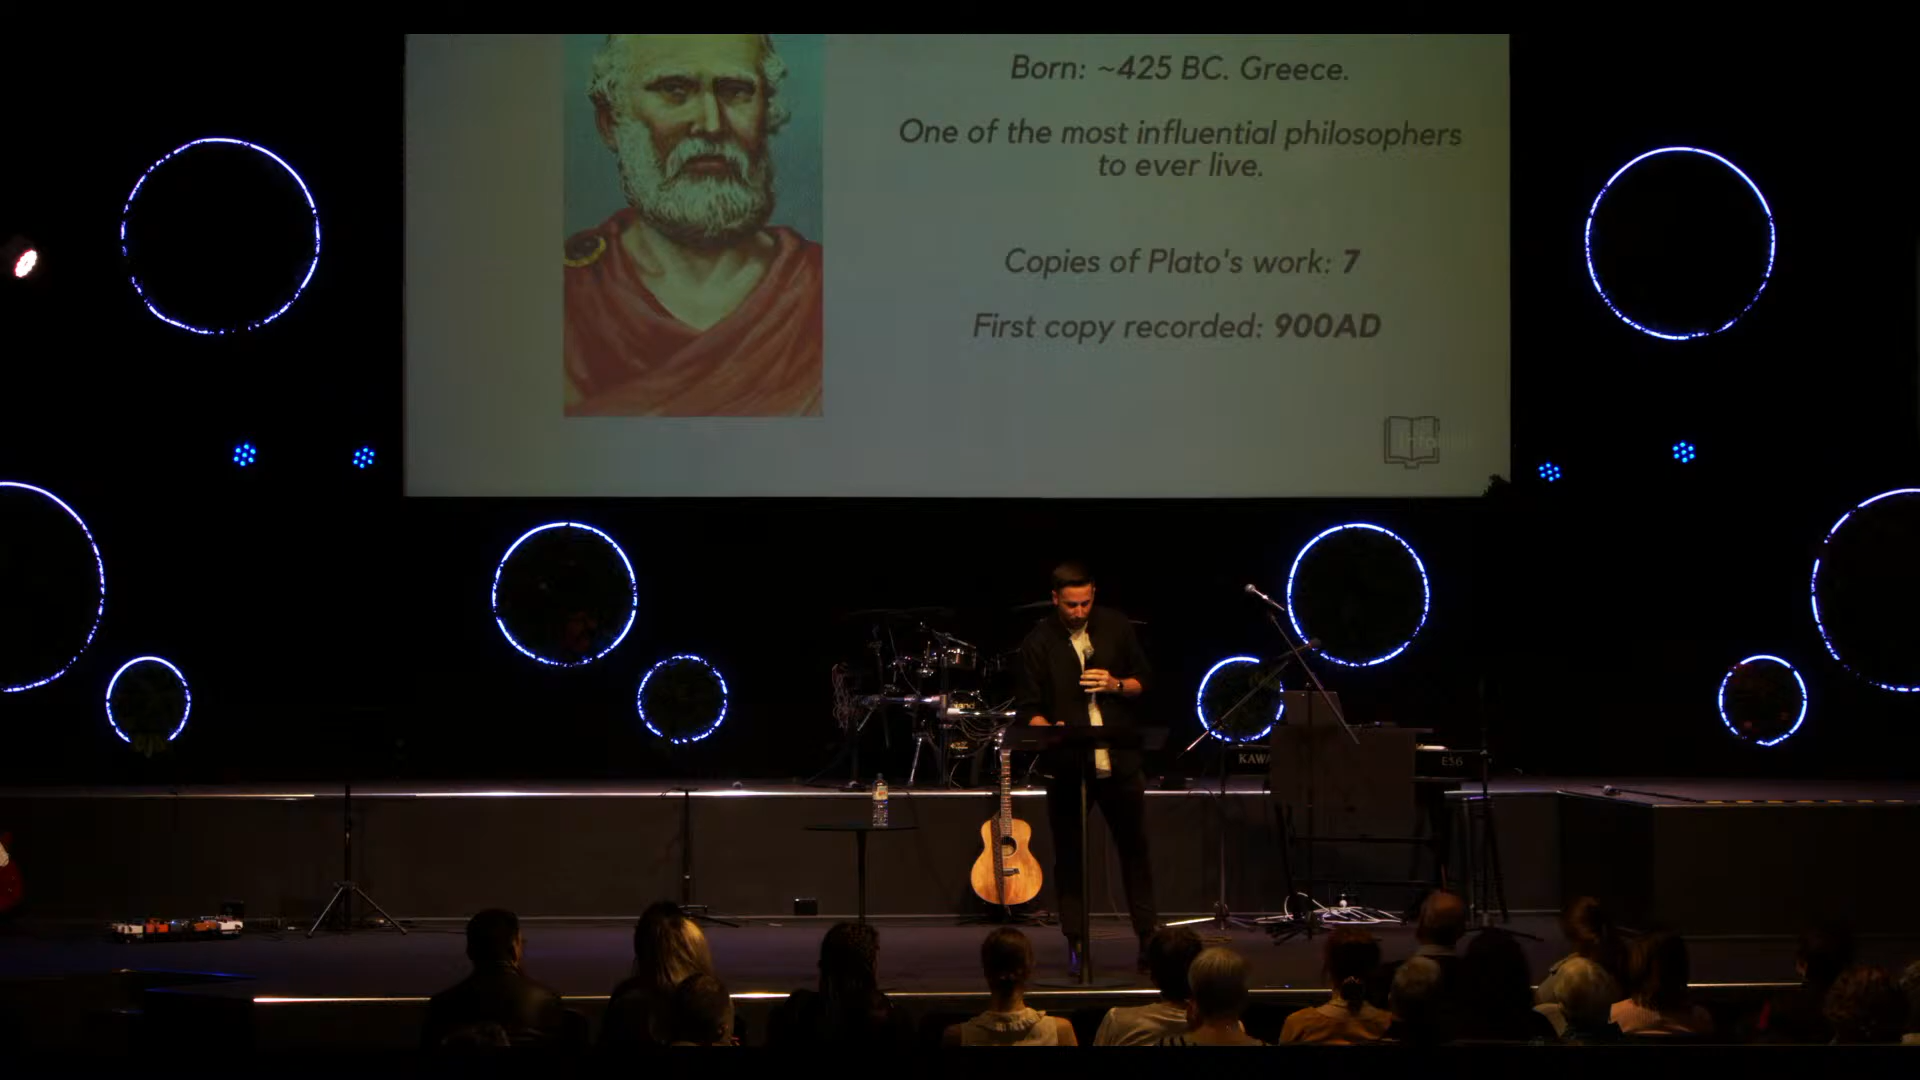 Born: ~425 BC. Greece.
One of the most influential philosophers
to ever live.
Copies of Plato's work: 7
First copy recorded: 900AD
E36